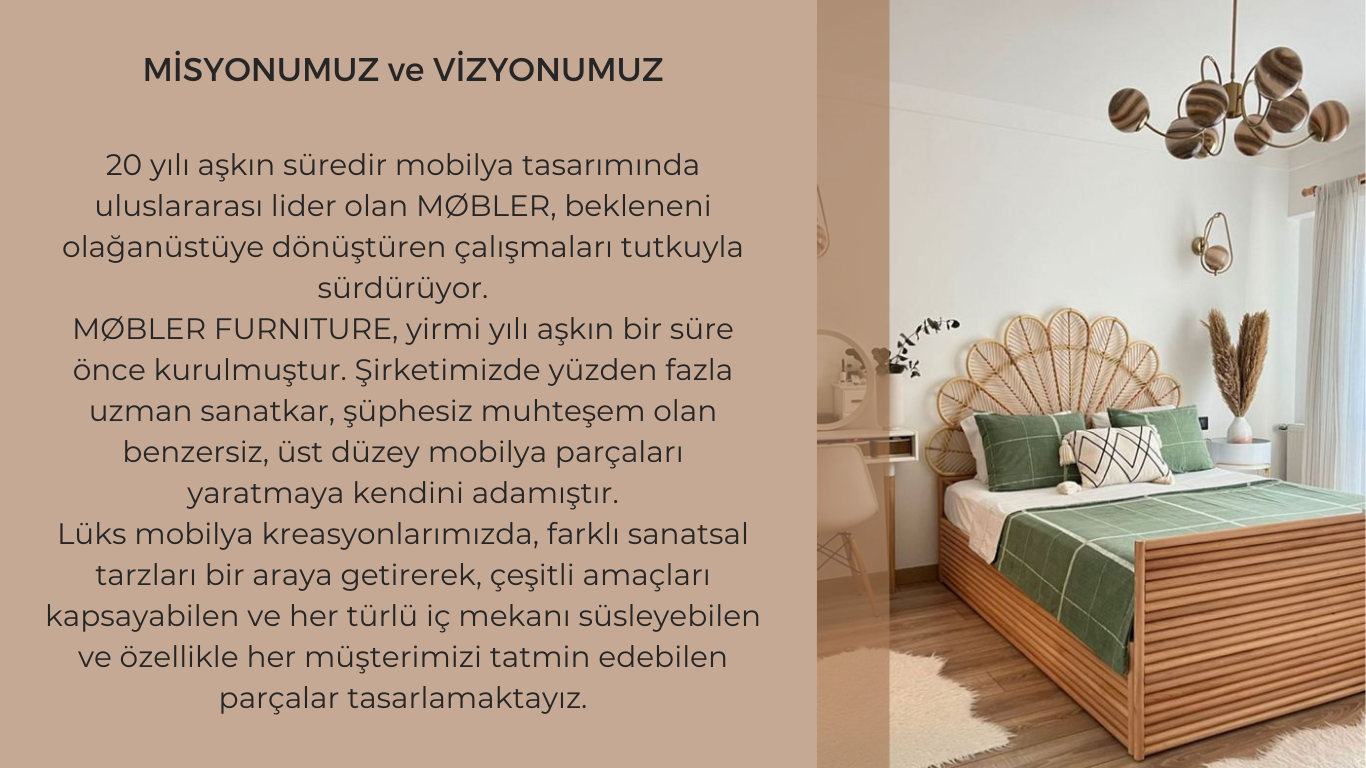 MİSYONUMUZ ve VİZYONUMUZ
20 yılı aşkın süredir mobilya tasarımında
uluslararası lider olan MØBLER, bekleneni
olağanüstüye dönüştüren çalışmaları tutkuyla
sürdürüyor.
MØBLER FURNITURE, yirmi yılı aşkın bir süre
önce kurulmuştur. Şirketimizde yüzden fazla
uzman sanatkar, şüphesiz muhteşem olan
benzersiz, üst düzey mobilya parçaları
yaratmaya kendini adamıştır.
Lüks mobilya kreasyonlarımızda, farklı sanatsal
tarzları bir araya getirerek, çeşitli amaçları
kapsayabilen ve her türlü iç mekanı süsleyebilen
ve özellikle her müşterimizi tatmin edebilen
parçalar tasarlamaktayız.